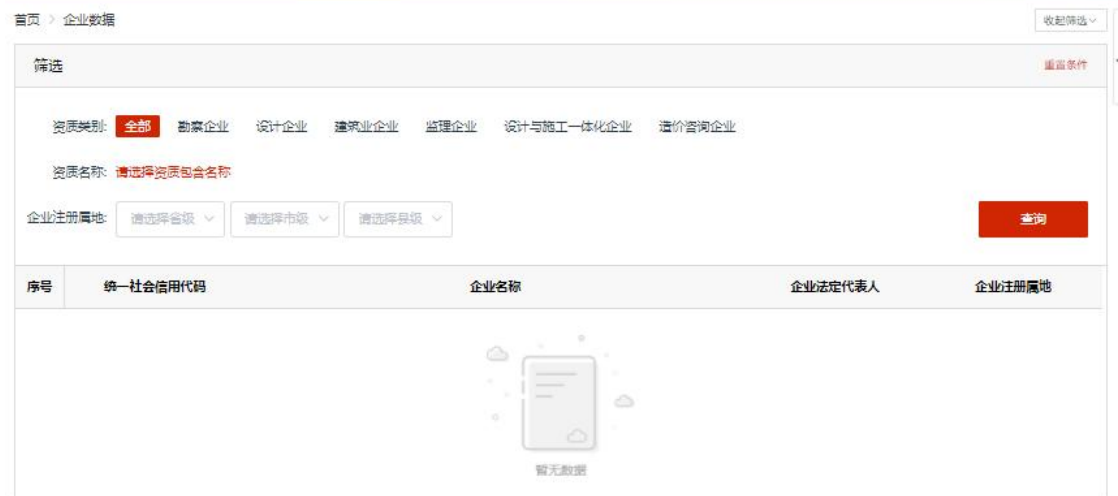 首页 > 企业数据
收起筛选
筛选
重置条件
资质类别: 全部 勘察企业 设计企业 建筑业企业 监理企业 设计与施工一体化企业 造价咨询企业
资质名称: 请选择资质包含名称
企业注册属地: 请选择省级 请选择市级 请选择县级 查询
序号 统一社会信用代码 企业名称 企业法定代表人 企业注册属地
暂无数据